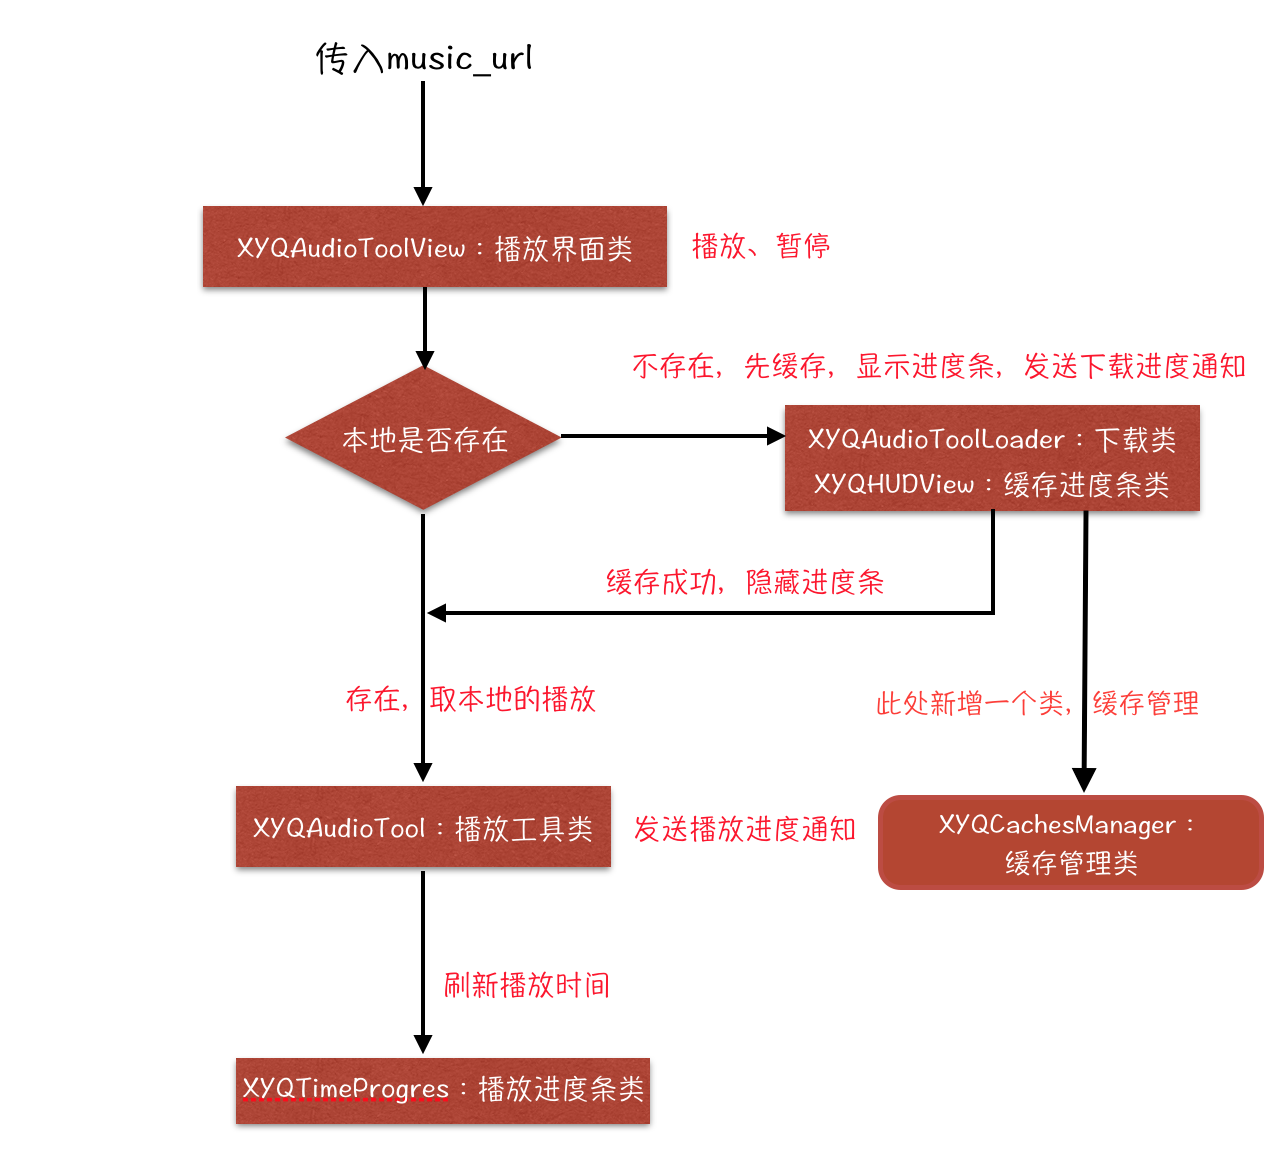 传入music_url
XYQAudioToolView：播放界面类
播放、暂停
不存在，先缓存，显示进度条，发送下载进度通知
本地是否存在
XYQAudioToolLoader：下载类
XYQHUDView：缓存进度条类
缓存成功，隐藏进度条
存在，取本地的播放
此处新增一个类，缓存管理
XYQAudioTool：播放工具类
发送播放进度通知
XYQCachesManager：
缓存管理类
刷新播放时间
XYQTimeProgres：播放进度条类